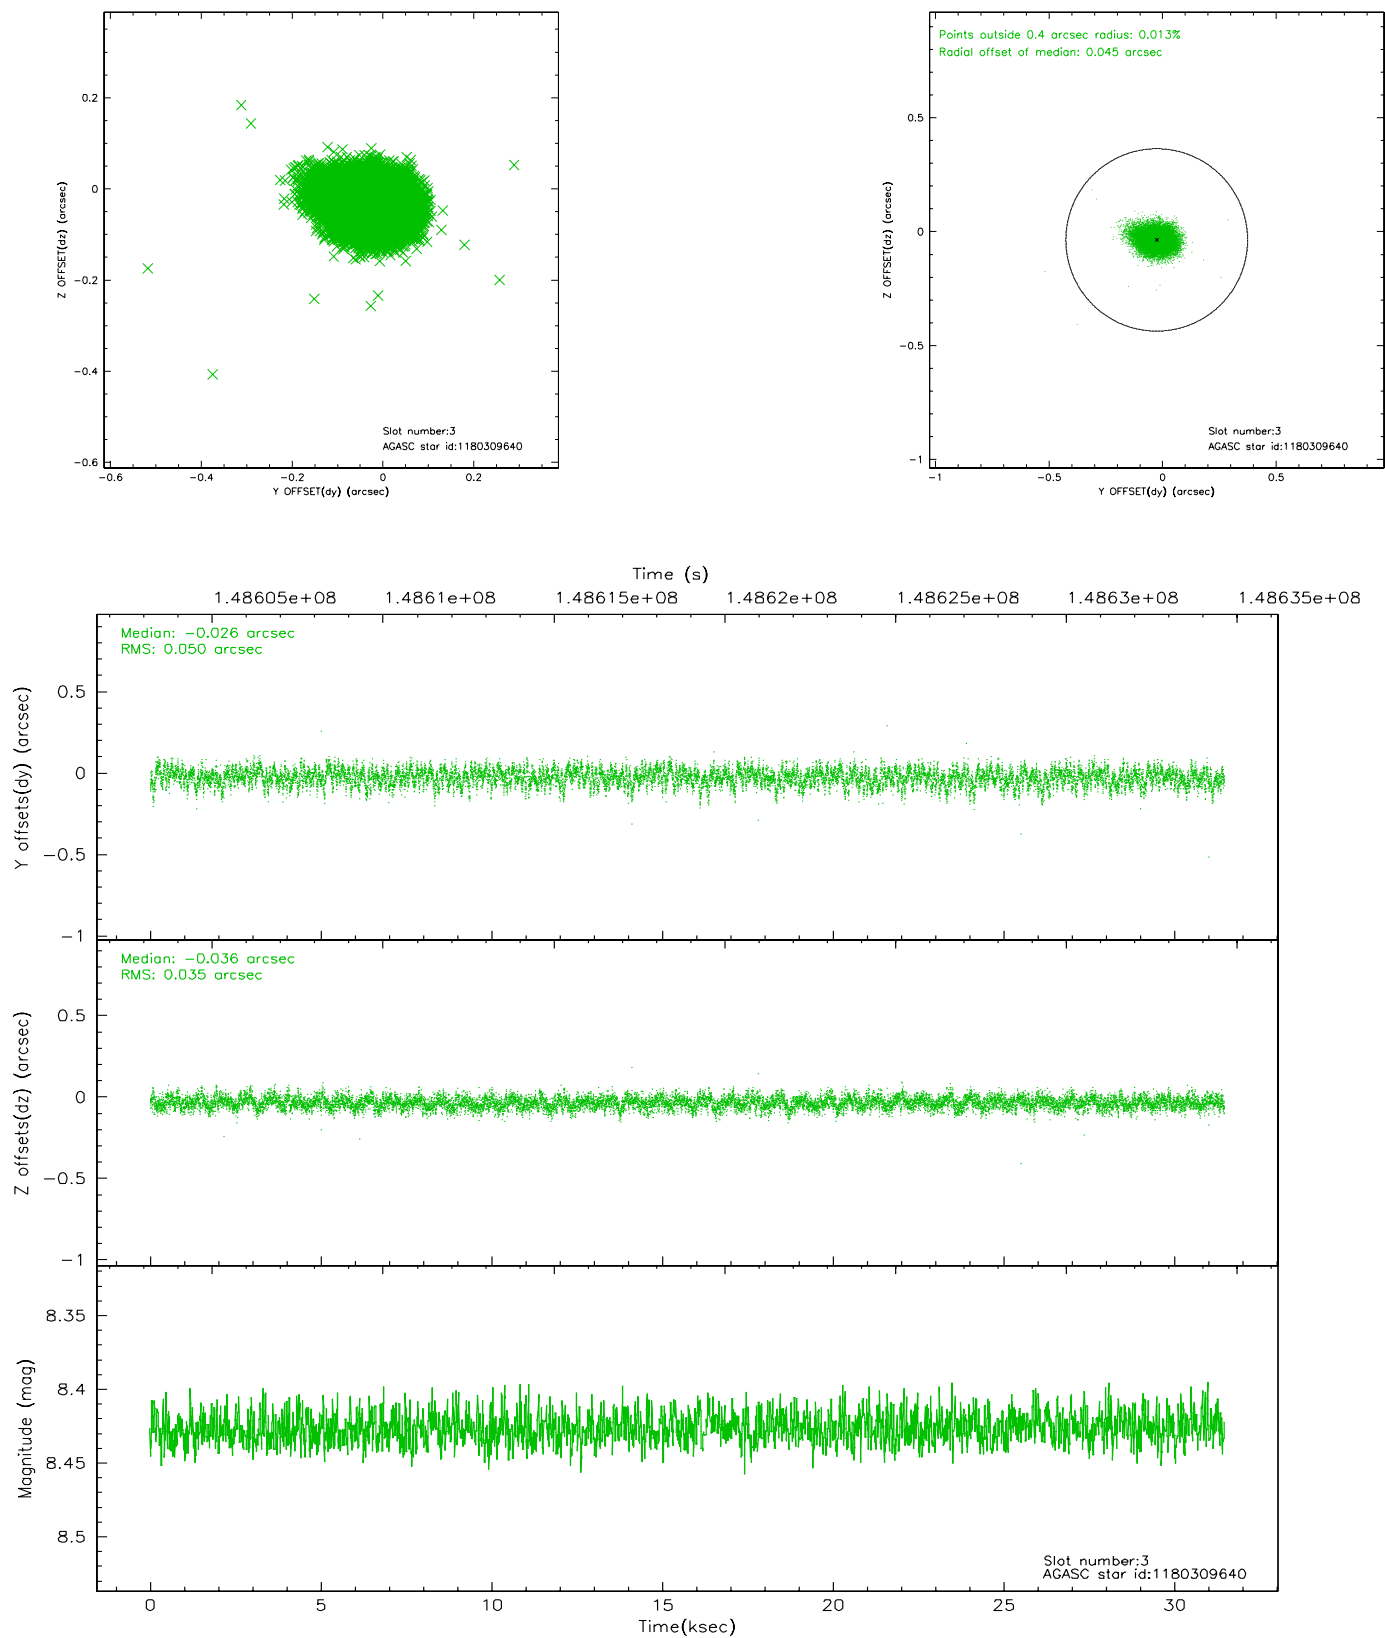 0.2
0
−0.2
−0.4
−0.6
Z OFFSET(dz) (arcsec)
−0.6
−0.4
−0.2
0
0.2
Y OFFSET(dy) (arcsec)
Slot number:3
AGASC star id:1180309640
Points outside 0.4 arcsec radius: 0.013%
Radial offset of median: 0.045 arcsec
0.5
0
−0.5
−1
Z OFFSET(dz) (arcsec)
−1
−0.5
0
0.5
Y OFFSET(dy) (arcsec)
Slot number:3
AGASC star id:1180309640
Time (s)
1.48605e+08
1.4861e+08
1.48615e+08
1.4862e+08
1.48625e+08
1.4863e+08
1.48635e+08
Median: −0.026 arcsec
RMS: 0.050 arcsec
0.5
0
−0.5
−1
Y offsets(dy) (arcsec)
Median: −0.036 arcsec
RMS: 0.035 arcsec
0.5
0
−0.5
−1
Z offsets(dz) (arcsec)
8.35
8.4
8.45
8.5
Magnitude (mag)
Slot number:3
AGASC star id:1180309640
0
5
10
15
20
25
30
Time(ksec)